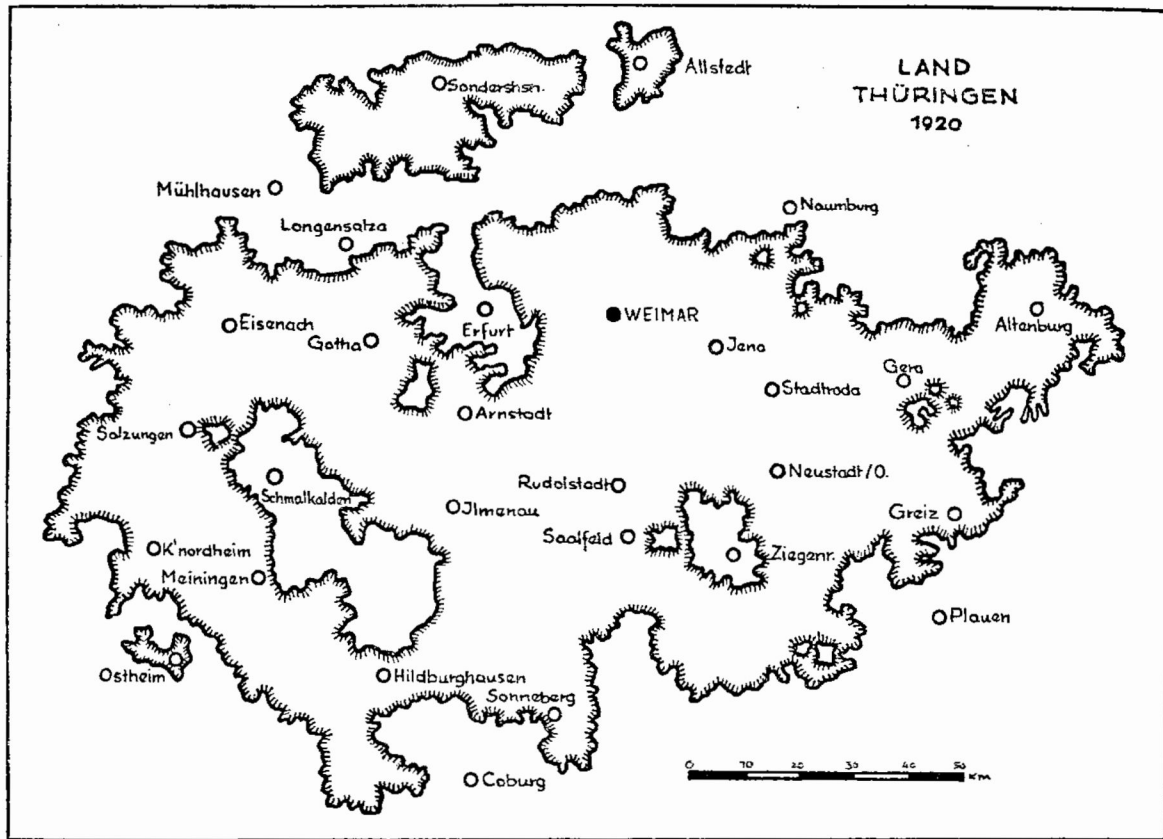 LAND
THÜRINGEN
1920
Allstedt
Sondershsn.
Mühlhausen
Naumburg
Langensatza
Eisenach
Gotha
Erfurt
WEIMAR
Jena
Altenburg
Gera
Stadtroda
Arnstadt
Salzungen
Schmalkalden
Ilmenau
Rudolstadt
Neustadt/O.
Greiz
Saalfeld
Ziegenr.
K'nordheim
Meiningen
Plauen
Ostheim
Hildburghausen
Sonneberg
Coburg
0 10 20 30 40 50
KM